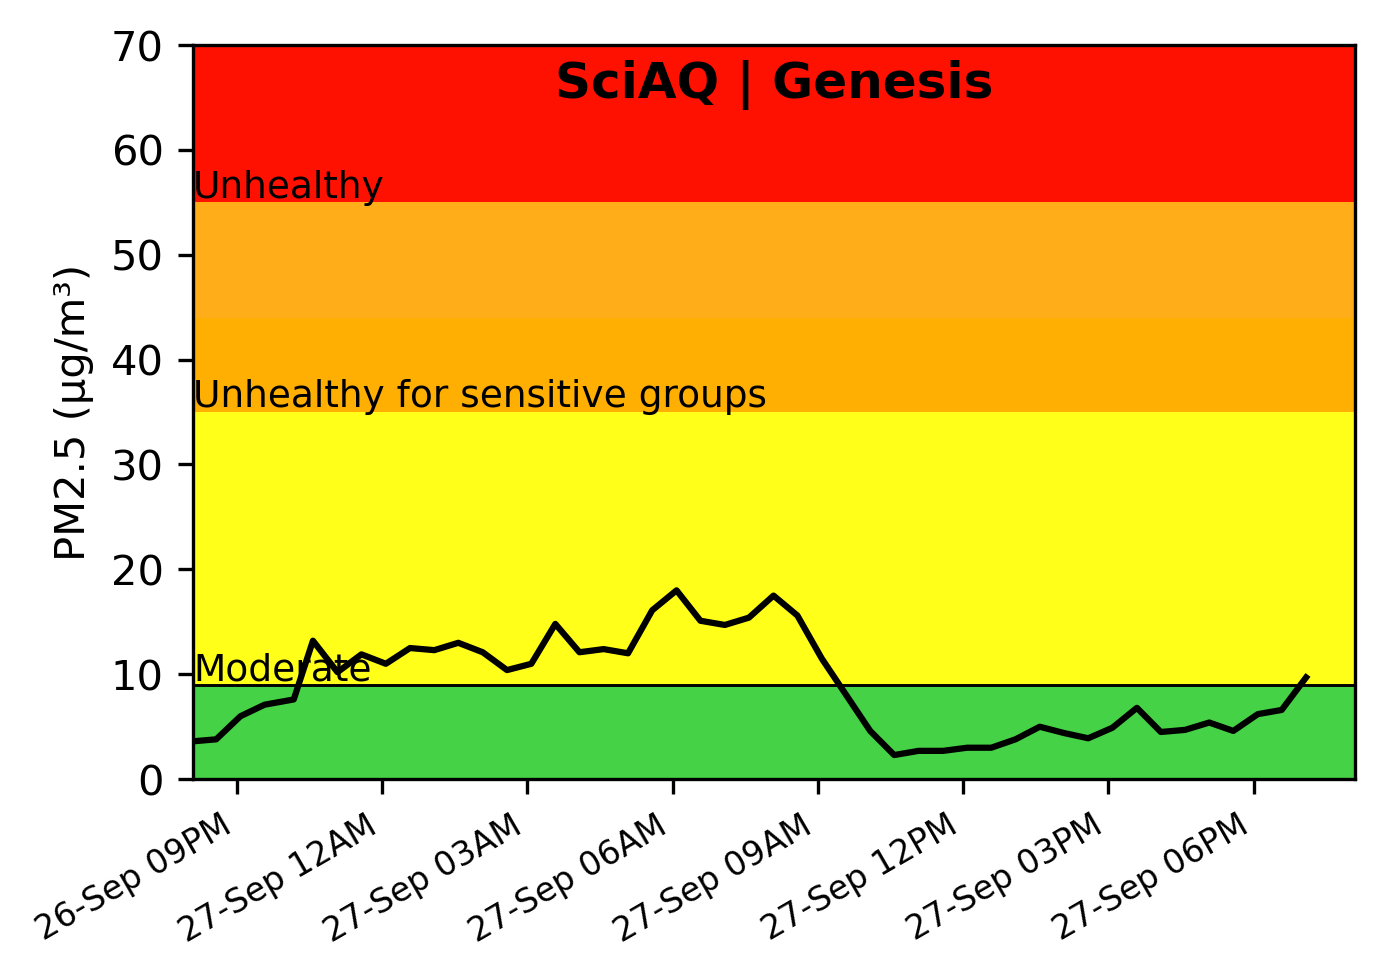 SciAQ | Genesis
70
60
50
40
30
20
10
0
PM2.5 (µg/m³)
Unhealthy
Unhealthy for sensitive groups
Moderate
26-Sep 09PM
27-Sep 12AM
27-Sep 03AM
27-Sep 06AM
27-Sep 09AM
27-Sep 12PM
27-Sep 03PM
27-Sep 06PM